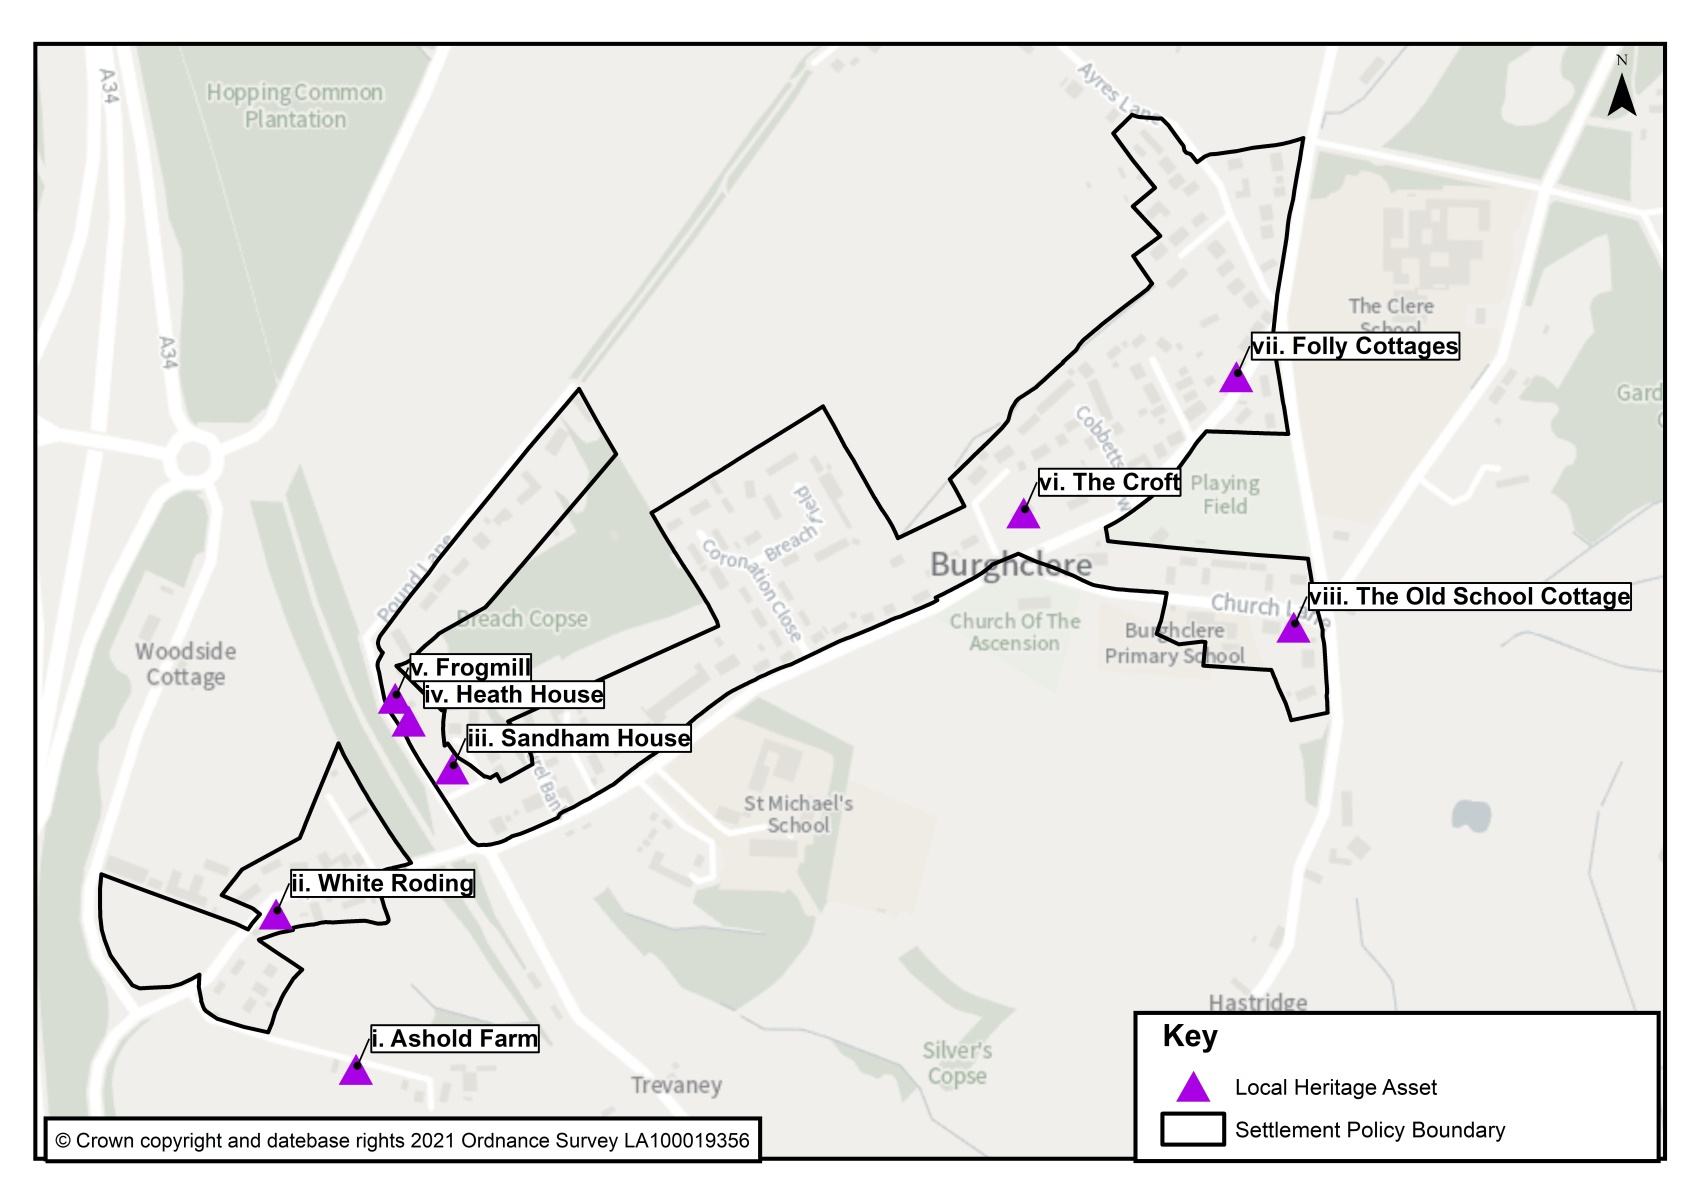 A34
Hopping Common
Plantation
Ayres Lane
N
A34
The Clere
School
vii. Folly Cottages
Cobbetts
vi. The Croft
Playing
Field
Field
Breach
Coronation Close
Pound Lane
Burghclere
viii. The Old School Cottage
Church Lane
Breach Copse
Church Of The
Ascension
Burghclere
Primary School
Woodside
Cottage
v. Frogmill
iv. Heath House
iii. Sandham House
St Michael's
School
ii. White Roding
Hastridge
i. Ashold Farm
Silver's
Copse
Trevaney
Key
Local Heritage Asset
Settlement Policy Boundary
© Crown copyright and datebase rights 2021 Ordnance Survey LA100019356